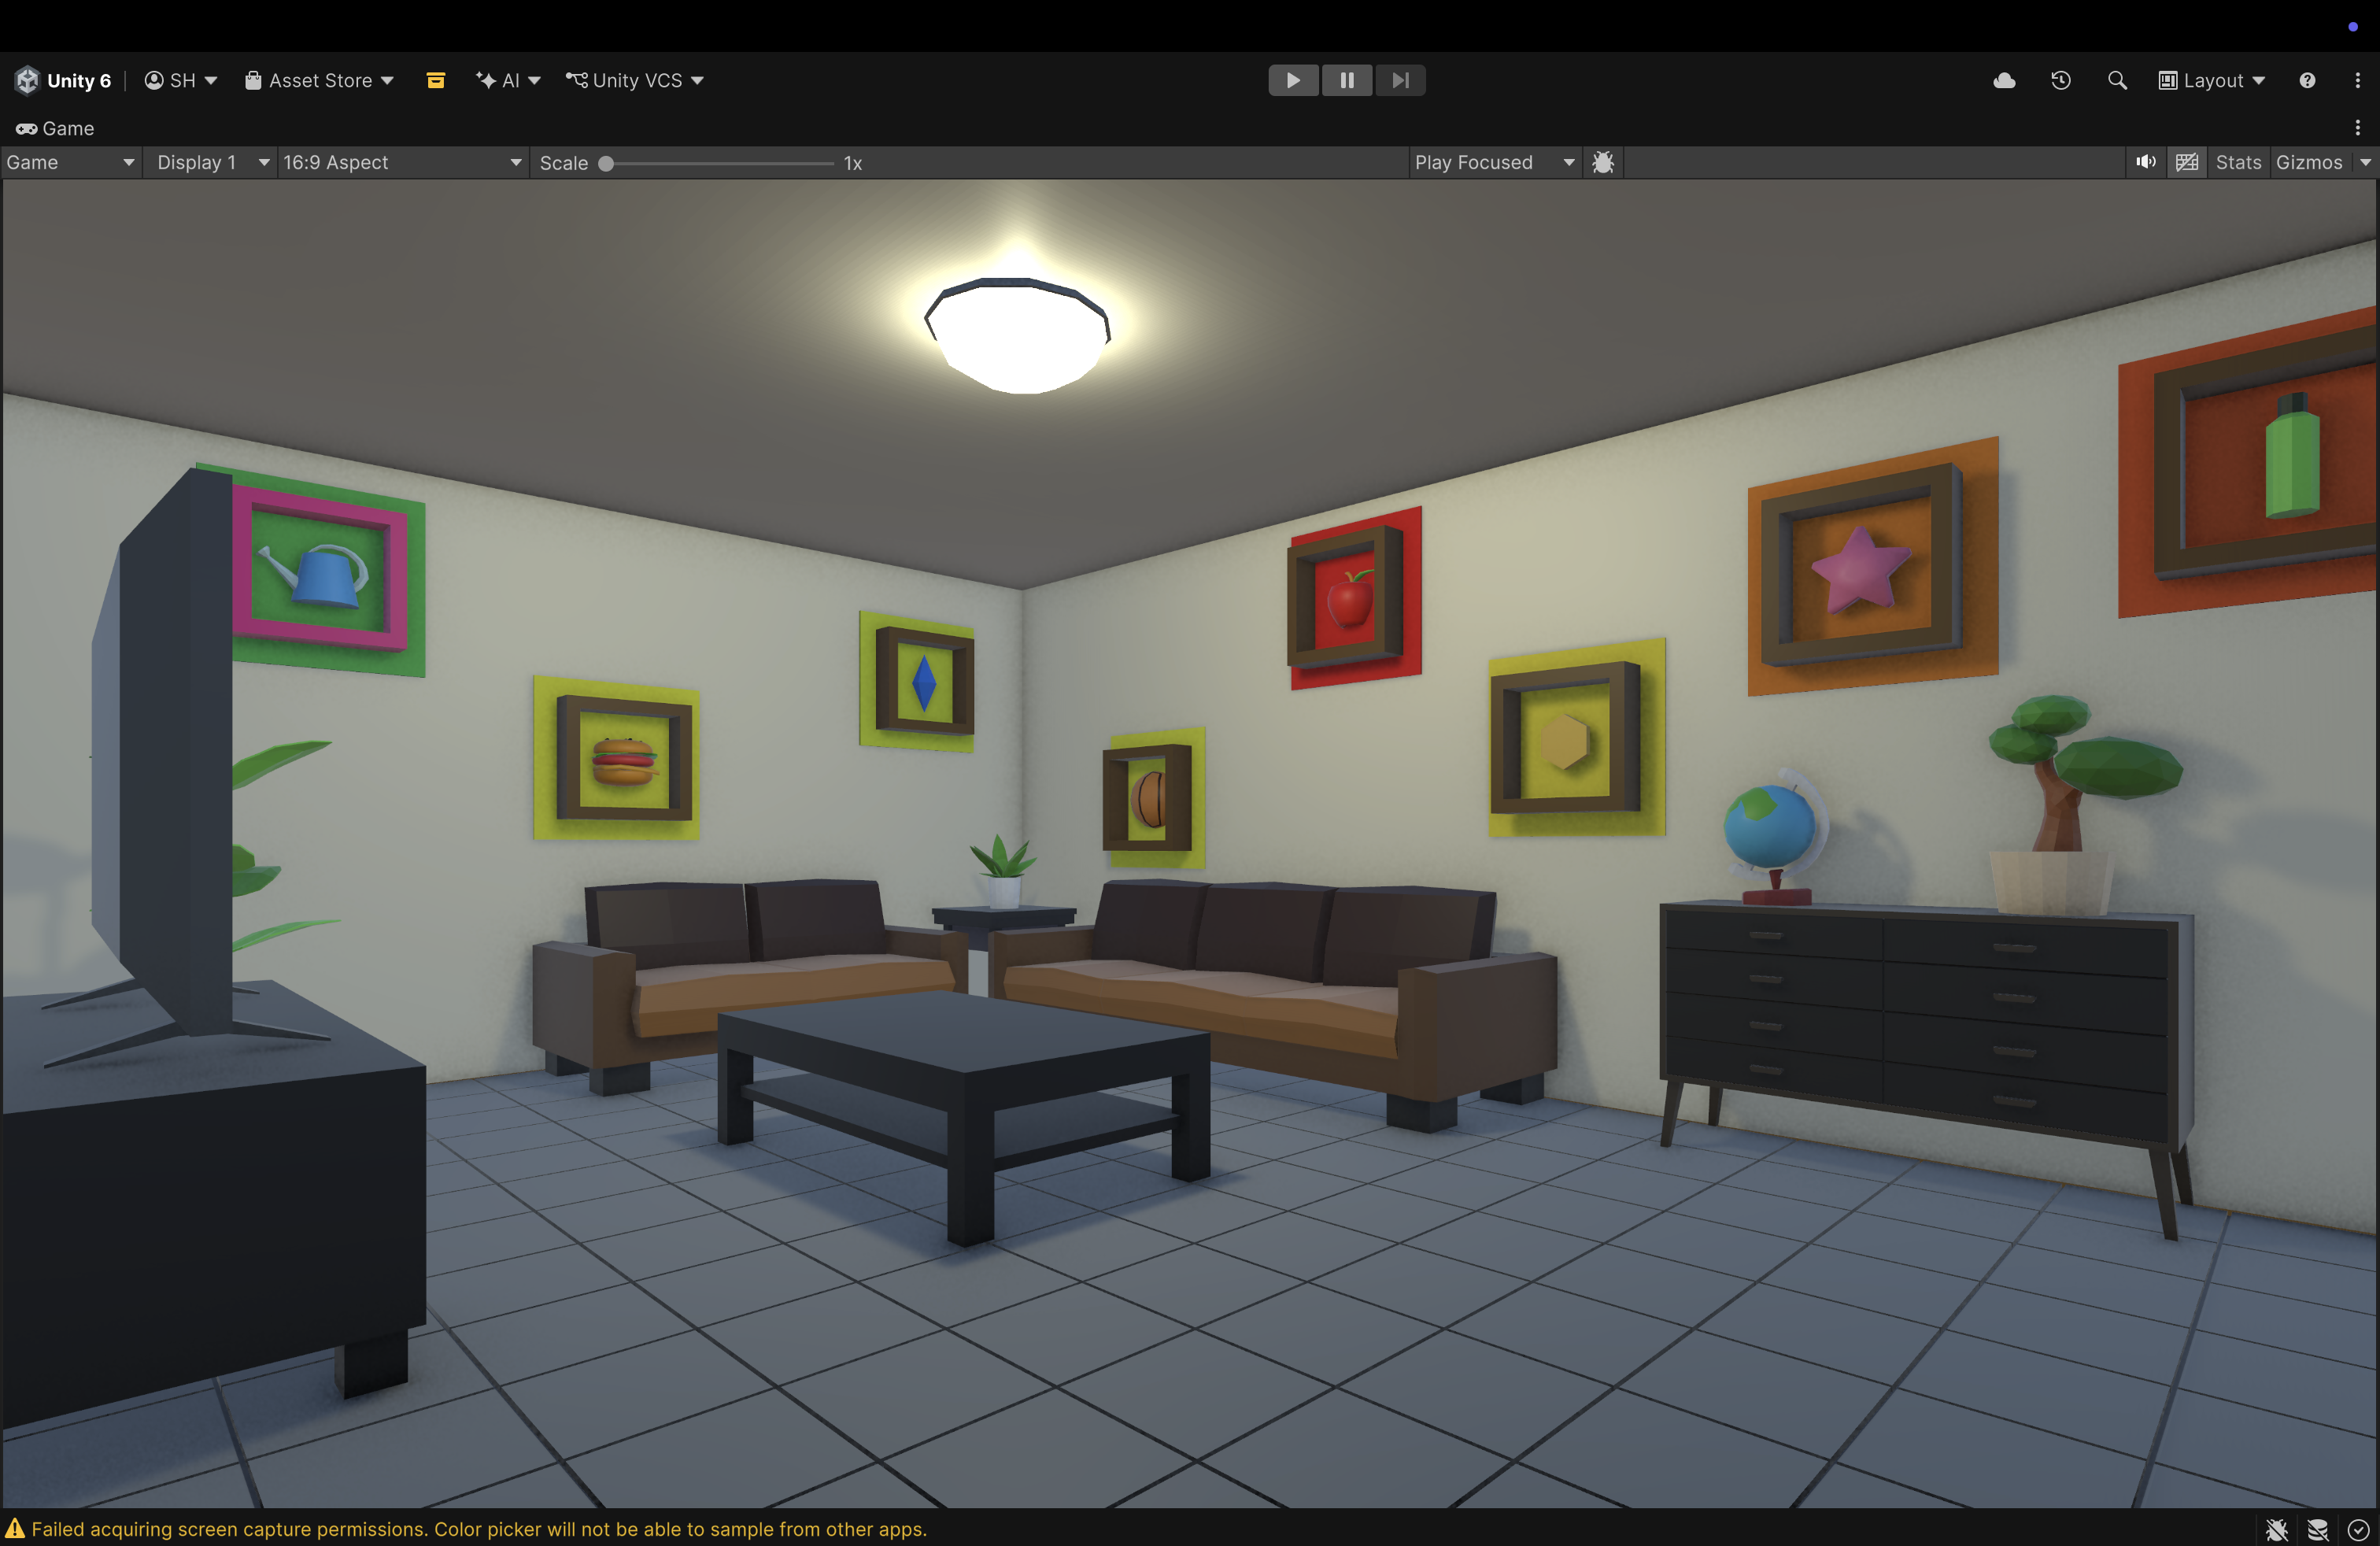 Unity 6 SH Asset Store AI Unity VCS Layout
Game
Game Display 1 16:9 Aspect Scale 1x Play Focused Stats Gizmos
Failed acquiring screen capture permissions. Color picker will not be able to sample from other apps.